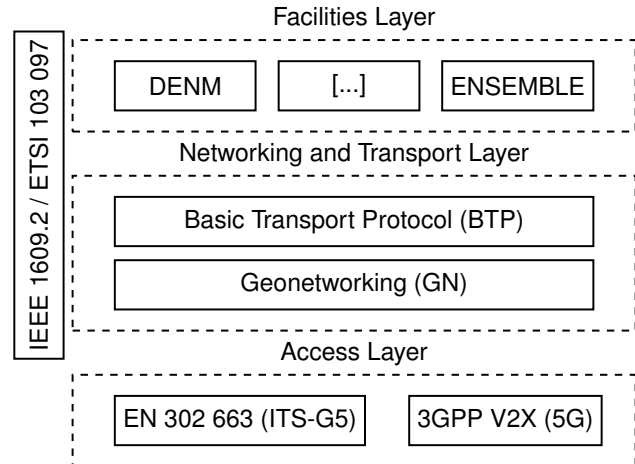 Facilities Layer
IEEE 1609.2 / ETSI 103 097
DENM
[...]
ENSEMBLE
Networking and Transport Layer
Basic Transport Protocol (BTP)
Geonetworking (GN)
Access Layer
EN 302 663 (ITS-G5)
3GPP V2X (5G)